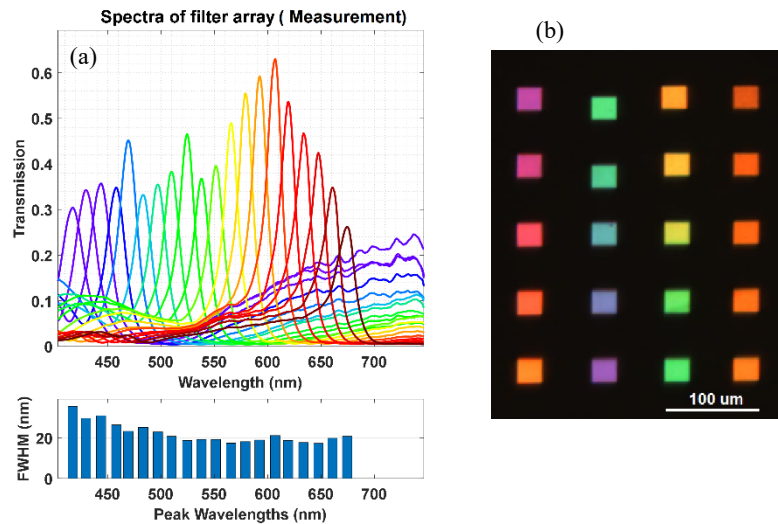 Spectra of filter array ( Measurement)
(a)
Transmission
0.6
0.5
0.4
0.3
0.2
0.1
0
450 500 550 600 650 700
Wavelength (nm)
FWHM (nm)
20
0
450 500 550 600 650 700
Peak Wavelengths (nm)
(b)
100 um